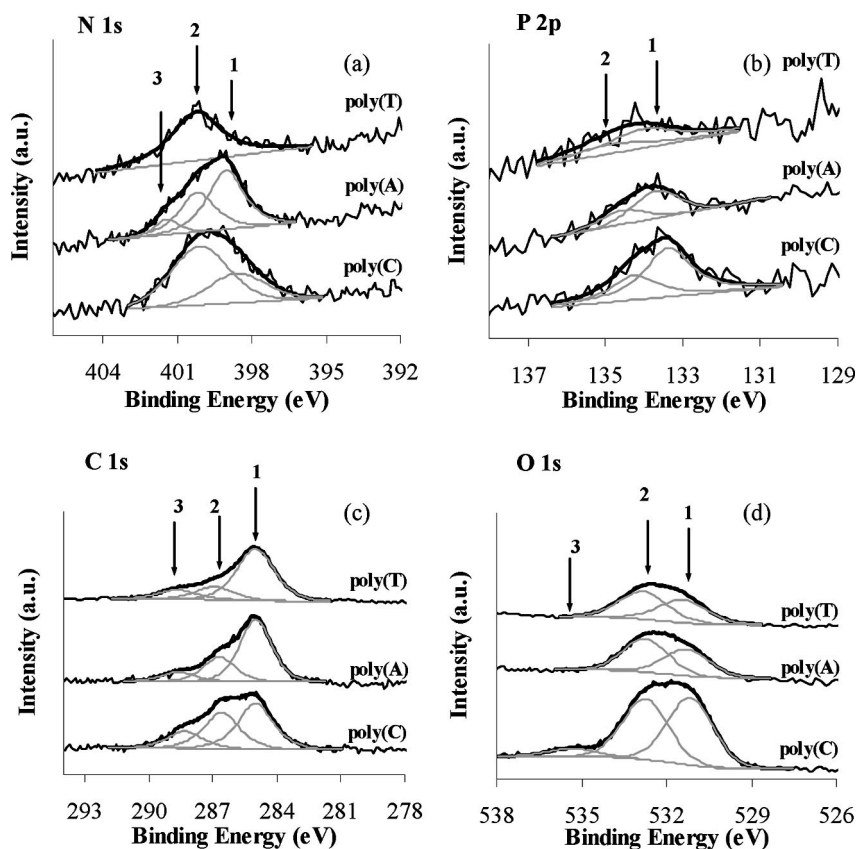 N 1s
2
1
3
(a)
poly(T)
poly(A)
poly(C)
Intensity (a.u.)
404 401 398 395 392
Binding Energy (eV)
P 2p
1
2
(b)
poly(T)
poly(A)
poly(C)
Intensity (a.u.)
137 135 133 131 129
Binding Energy (eV)
C 1s
1
3 2
(c)
poly(T)
poly(A)
poly(C)
Intensity (a.u.)
293 290 287 284 281 278
Binding Energy (eV)
O 1s
2
1
3
(d)
poly(T)
poly(A)
poly(C)
Intensity (a.u.)
538 535 532 529 526
Binding Energy (eV)